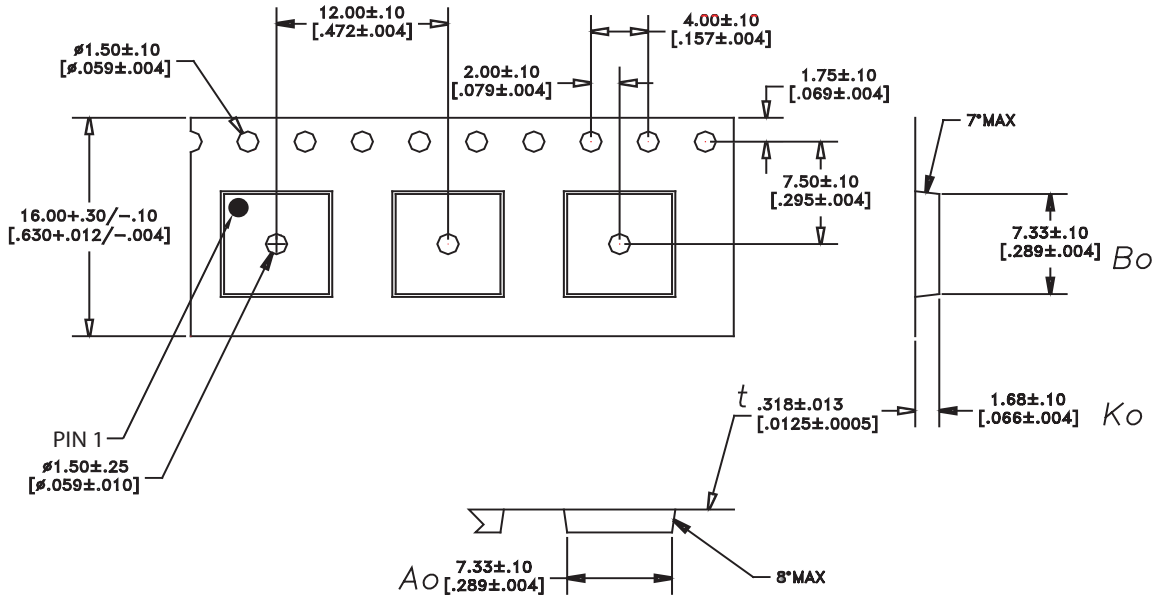 12.00±.10
[.472±.004]
4.00±.10
[.157±.004]
ø1.50±.10
[ø.059±.004]
2.00±.10
[.079±.004]
1.75±.10
[.069±.004]
7°MAX
7.50±.10
[.295±.004]
16.00+.30/-.10
[.630+.012/-.004]
7.33±.10
[.289±.004]
Bo
t
.318±.013
[.0125±.0005]
1.68±.10
[.066±.004]
Ko
PIN 1
ø1.50±.25
[ø.059±.010]
Ao
7.33±.10
[.289±.004]
8°MAX